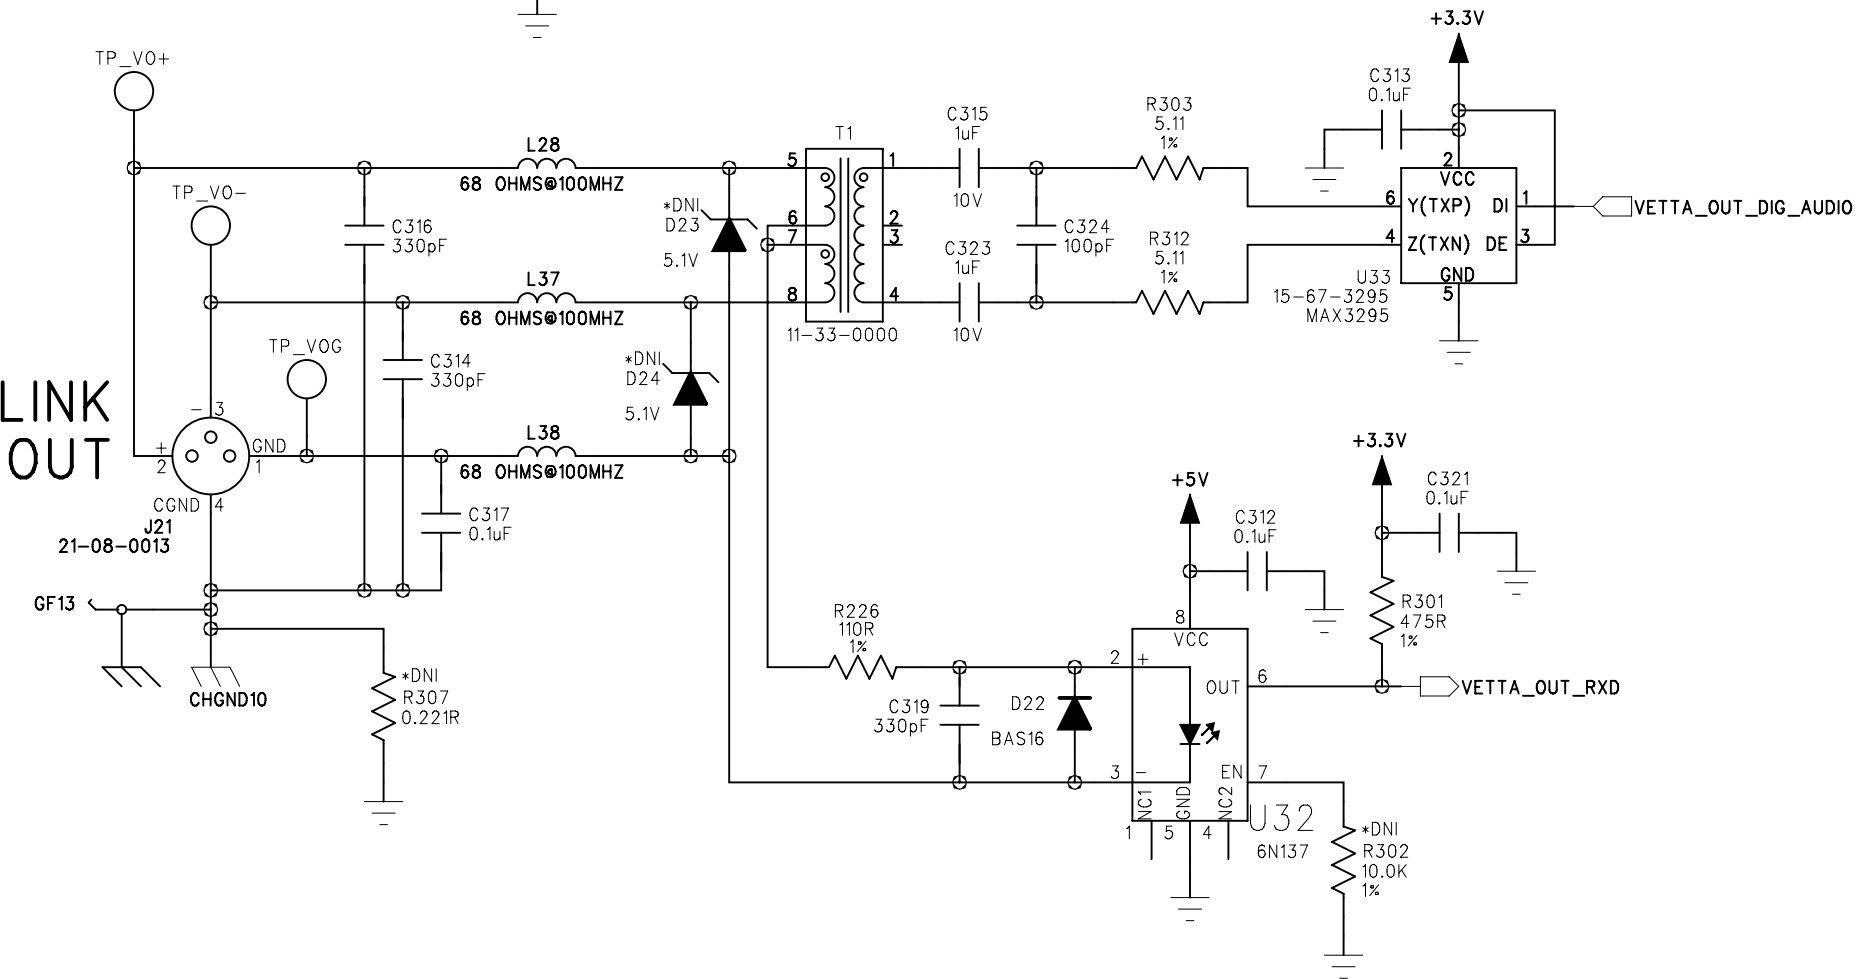 +3.3V
TP_VO+
C313
0.1uF
C315
1uF
10V
R303
5.11
1%
T1
L28
68 OHMS@100MHZ
5
1
2
VCC
TP_VO-
*DNI
D23
5.1V
6
7
2
3
C316
330pF
C324
100pF
6
Y(TXP)
DI
1
VETTA_OUT_DIG_AUDIO
R312
5.11
1%
4
Z(TXN)
DE
3
C323
1uF
10V
L37
68 OHMS@100MHZ
8
4
11-33-0000
GND
5
U33
15-67-3295
MAX3295
TP_VOG
C314
330pF
*DNI
D24
5.1V
LINK
OUT
-
3
+
2
GND
1
CGND
4
J21
21-08-0013
L38
68 OHMS@100MHZ
+3.3V
C321
0.1uF
+5V
C312
0.1uF
C317
0.1uF
GF13
CHGND10
*DNI
R307
0.221R
R226
110R
1%
8
VCC
R301
475R
1%
2
+
OUT
6
VETTA_OUT_RXD
C319
330pF
D22
BAS16
3
-
EN
7
NC1
GND
NC2
1
5
4
U32
6N137
*DNI
R302
10.0K
1%